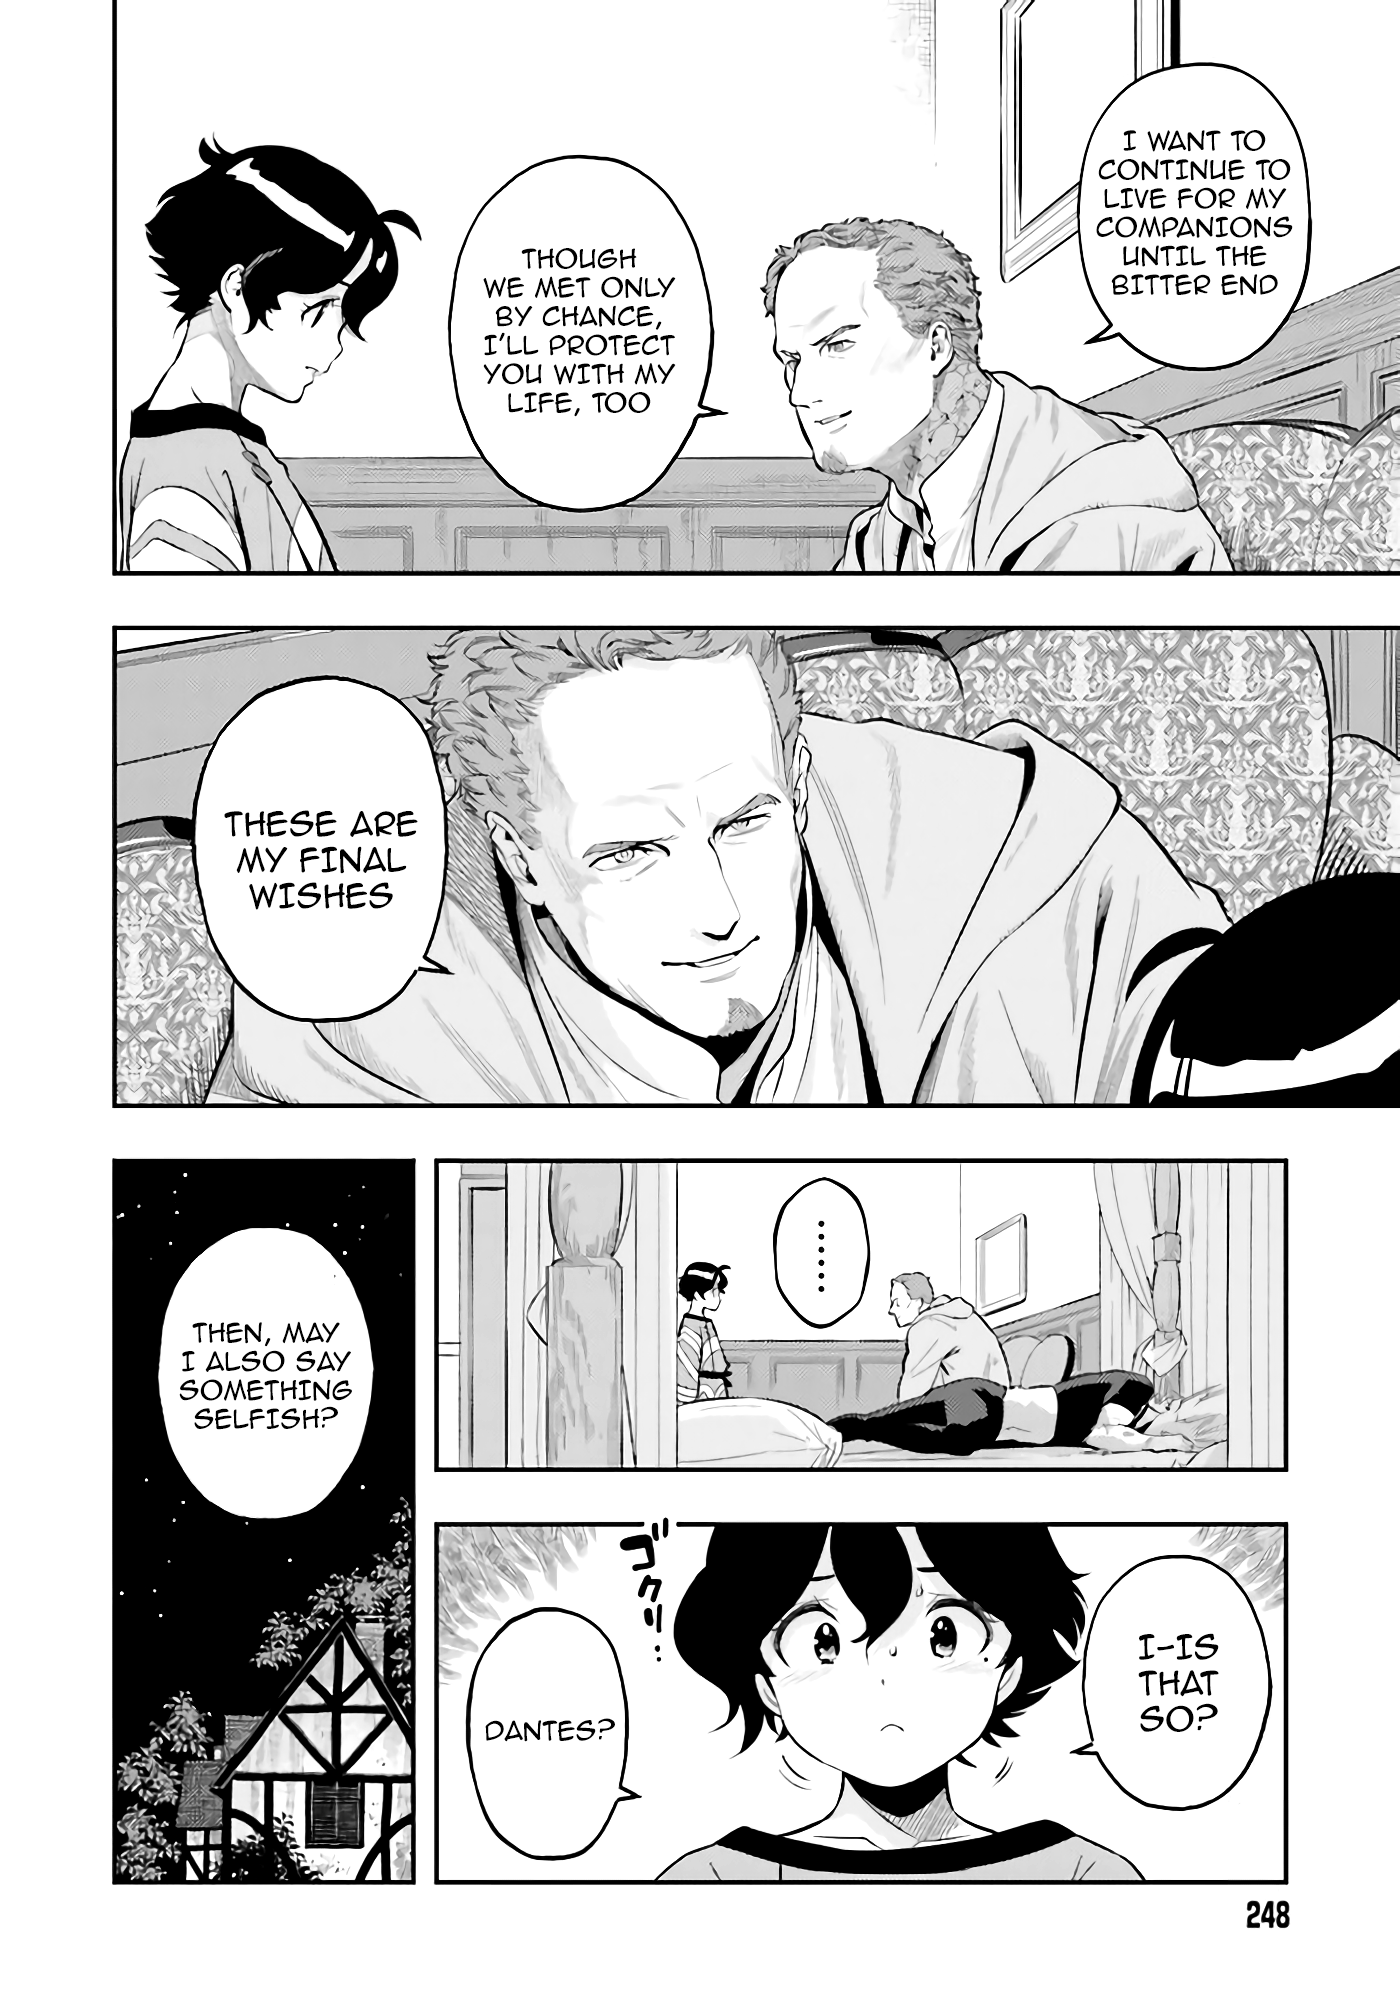 I WANT TO
CONTINUE TO
LIVE FOR MY
COMPANIONS
UNTIL THE
BITTER END
THOUGH
WE MET ONLY
BY CHANCE,
I'LL PROTECT
YOU WITH MY
LIFE, TOO
THESE ARE
MY FINAL
WISHES
........
I-IS
THAT
SO?
ゴクリ…
DANTES?
THEN, MAY
I ALSO SAY
SOMETHING
SELFISH?
248